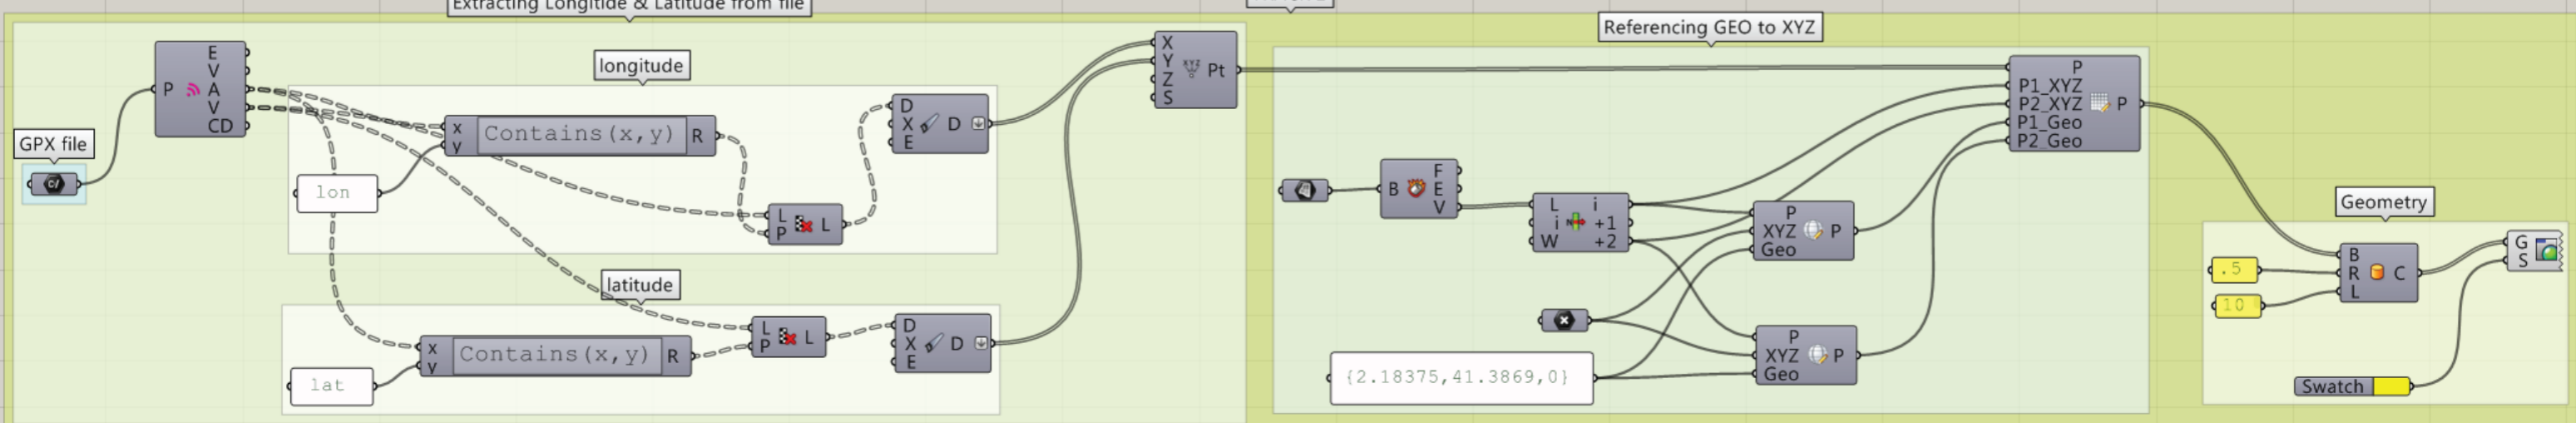 Extracting Longitide & Latitude from file
Referencing GEO to XYZ
GPX file
P E V A V CD
longitude
x y Contains(x,y) R
lon
L P L
D X E D
latitude
x y Contains(x,y) R
lat
L P L
D X E D
X Y Z S XYZ Pt
B F E V
L i W i +1 +2
P XYZ Geo P
P XYZ Geo P
{2.18375,41.3869,0}
P P1_XYZ P2_XYZ P1_Geo P2_Geo P
Geometry
.5
10
B R L C
G S
Swatch